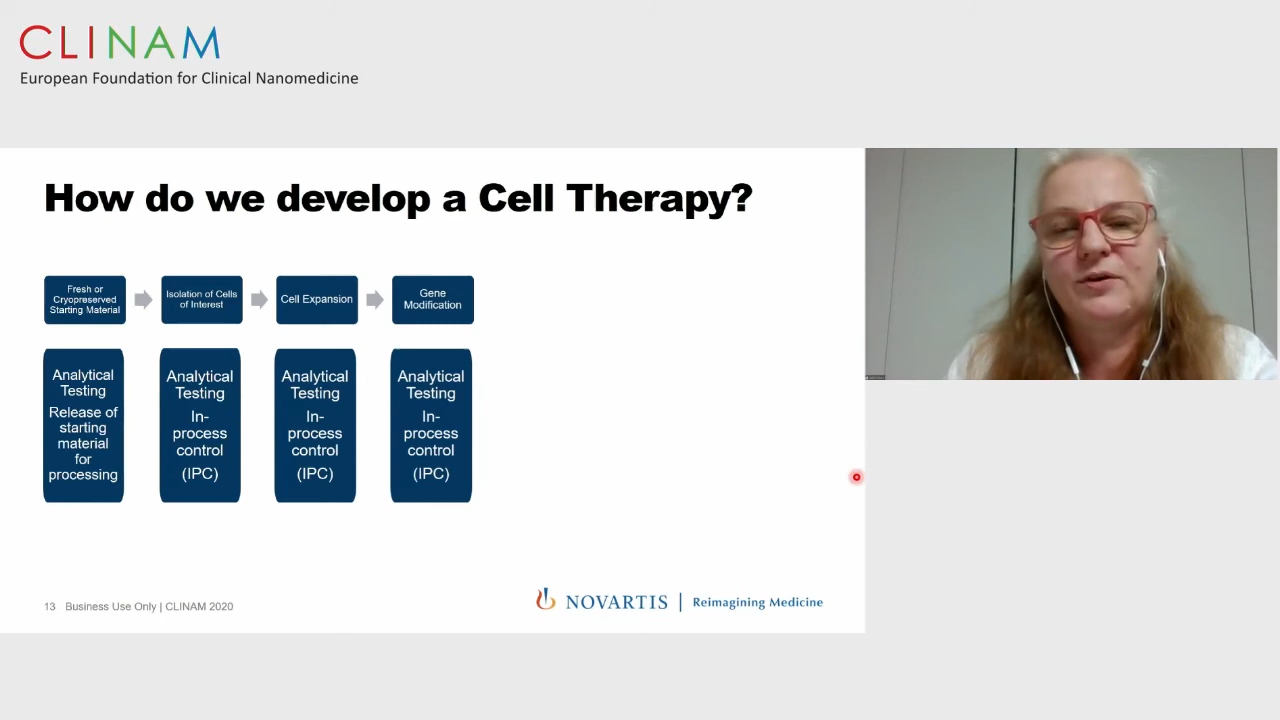 CLINAM
European Foundation for Clinical Nanomedicine
How do we develop a Cell Therapy?
Fresh or
Cryopreserved
Starting Material
Isolation of Cells
of Interest
Cell Expansion
Gene
Modification
Analytical
Testing
Release of
starting
material
for
processing
Analytical
Testing
In-
process
control
(IPC)
Analytical
Testing
In-
process
control
(IPC)
Analytical
Testing
In-
process
control
(IPC)
13 Business Use Only | CLINAM 2020
NOVARTIS | Reimagining Medicine